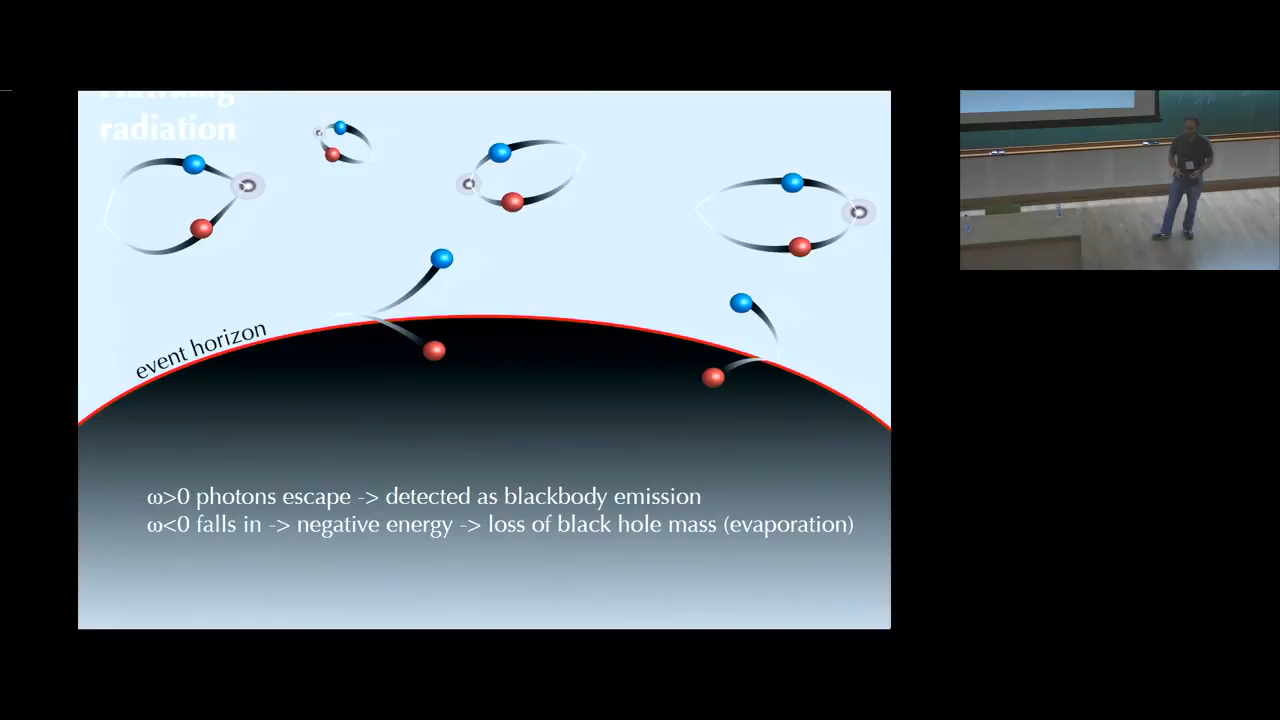 radiation
event horizon
ω>0 photons escape -> detected as blackbody emission
ω<0 falls in -> negative energy -> loss of black hole mass (evaporation)